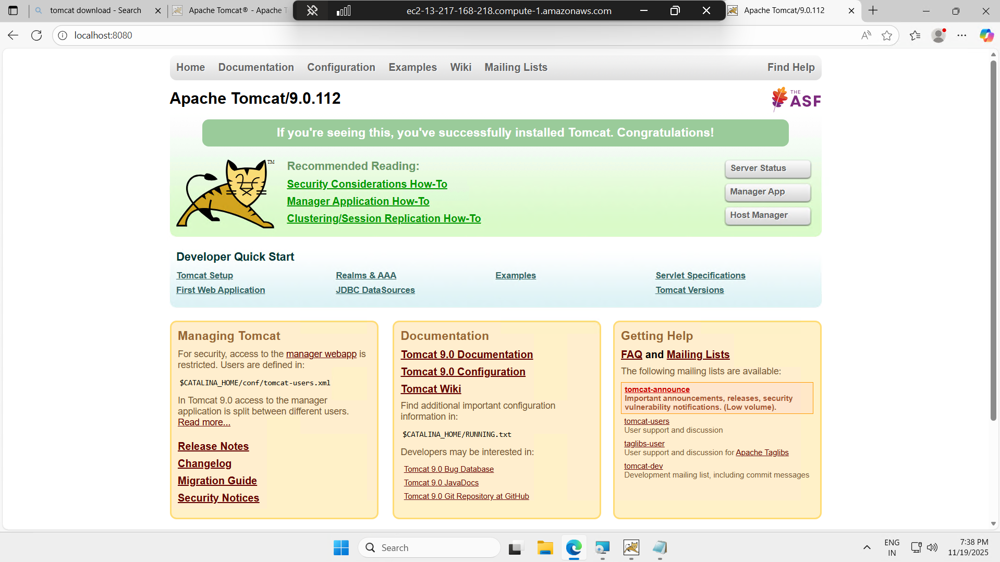 tomcat download - Search
Apache Tomcat® - Apache T
ec2-13-217-168-218.compute-1.amazonaws.com
Apache Tomcat/9.0.112
localhost:8080
Home Documentation Configuration Examples Wiki Mailing Lists Find Help
Apache Tomcat/9.0.112
THE
ASF
If you're seeing this, you've successfully installed Tomcat. Congratulations!
TM
Recommended Reading:
Security Considerations How-To
Manager Application How-To
Clustering/Session Replication How-To
Server Status
Manager App
Host Manager
Developer Quick Start
Tomcat Setup
First Web Application
Realms & AAA
JDBC DataSources
Examples
Servlet Specifications
Tomcat Versions
Managing Tomcat
For security, access to the manager webapp is
restricted. Users are defined in:
$CATALINA_HOME/conf/tomcat-users.xml
In Tomcat 9.0 access to the manager
application is split between different users.
Read more...
Release Notes
Changelog
Migration Guide
Security Notices
Documentation
Tomcat 9.0 Documentation
Tomcat 9.0 Configuration
Tomcat Wiki
Find additional important configuration
information in:
$CATALINA_HOME/RUNNING.txt
Developers may be interested in:
Tomcat 9.0 Bug Database
Tomcat 9.0 JavaDocs
Tomcat 9.0 Git Repository at GitHub
Getting Help
FAQ and Mailing Lists
The following mailing lists are available:
tomcat-announce
Important announcements, releases, security
vulnerability notifications. (Low volume).
tomcat-users
User support and discussion
taglibs-user
User support and discussion for Apache Taglibs
tomcat-dev
Development mailing list, including commit messages
Search
ENG
IN
7:38 PM
11/19/2025